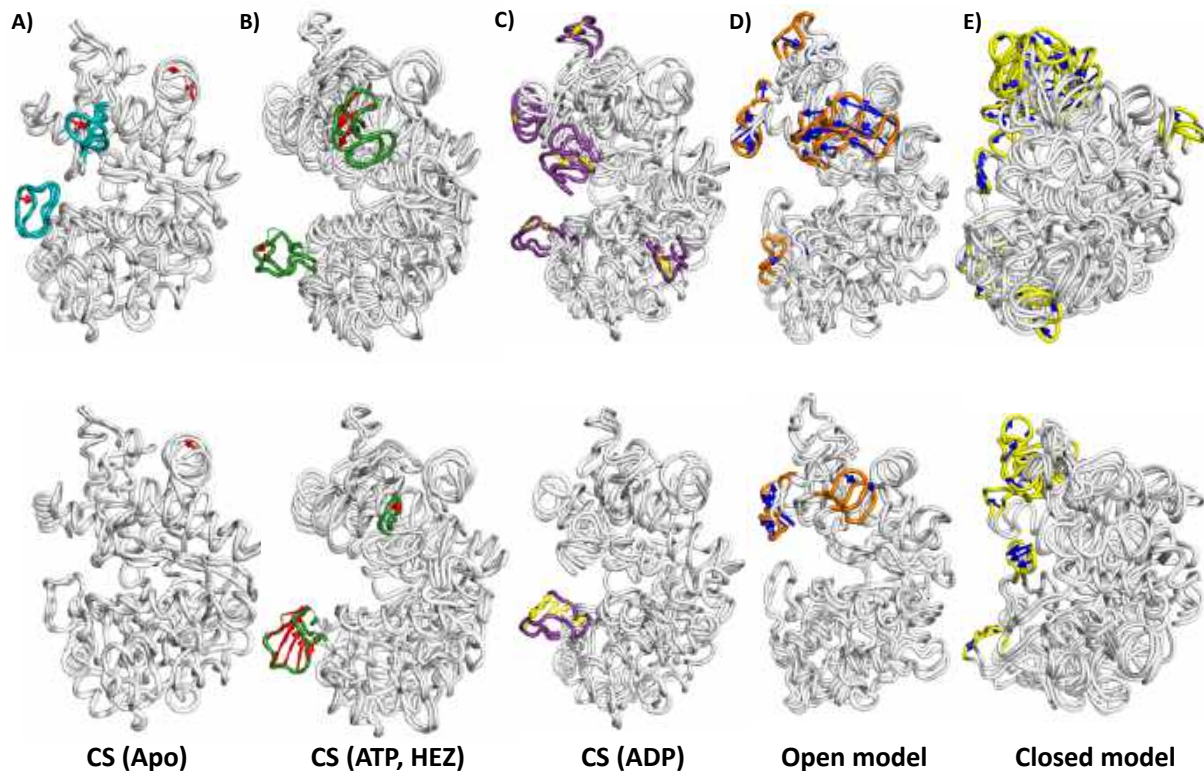 A) B) C) D) E)
CS (Apo) CS (ATP, HEZ) CS (ADP) Open model Closed model